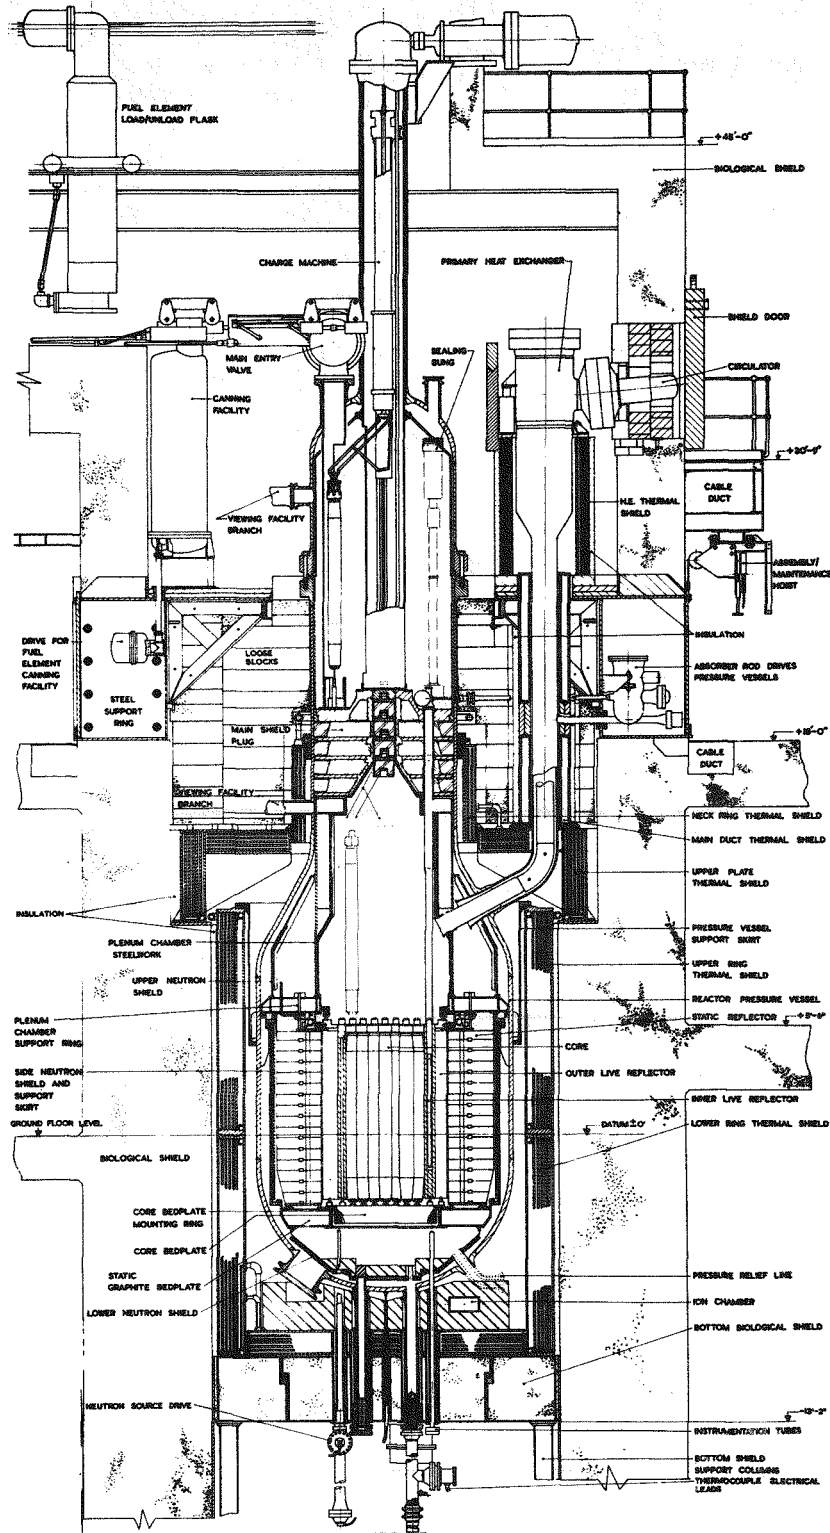 FUEL ELEMENT
LOAD/UNLOAD FLASK
+45'-0"
BIOLOGICAL SHIELD
CHARGE MACHINE
PRIMARY HEAT EXCHANGER
SHIELD DOOR
MAIN ENTRY
VALVE
SEALING
BUNG
CIRCULATOR
CANNING
FACILITY
+30'-9"
CABLE
DUCT
H.E. THERMAL
SHIELD
VIEWING FACILITY
BRANCH
ASSEMBLY/
MAINTENANCE
HOIST
DRIVE FOR
FUEL
ELEMENT
CANNING
FACILITY
LOOSE
BLOCKS
INSULATION
ABSORBER ROD DRIVES
PRESSURE VESSELS
STEEL
SUPPORT
RING
MAIN SHIELD
PLUG
+18'-0"
CABLE
DUCT
VIEWING FACILITY
BRANCH
NECK RING THERMAL SHIELD
MAIN DUCT THERMAL SHIELD
UPPER PLATE
THERMAL SHIELD
INSULATION
PRESSURE VESSEL
SUPPORT SKIRT
PLENUM CHAMBER
STEELWORK
UPPER RING
THERMAL SHIELD
UPPER NEUTRON
SHIELD
REACTOR PRESSURE VESSEL
PLENUM
CHAMBER
SUPPORT RING
STATIC REFLECTOR
CORE
SIDE NEUTRON
SHIELD AND
SUPPORT
SKIRT
OUTER LIVE REFLECTOR
INNER LIVE REFLECTOR
GROUND FLOOR LEVEL
DATUM ±0'
LOWER RING THERMAL SHIELD
BIOLOGICAL SHIELD
CORE BEDPLATE
MOUNTING RING
CORE BEDPLATE
STATIC
GRAPHITE BEDPLATE
PRESSURE RELIEF LINE
LOWER NEUTRON SHIELD
ION CHAMBER
BOTTOM BIOLOGICAL SHIELD
NEUTRON SOURCE DRIVE
-13'-2"
INSTRUMENTATION TUBES
BOTTOM SHIELD
SUPPORT COLUMNS
THERMOCOUPLE ELECTRICAL
LEADS